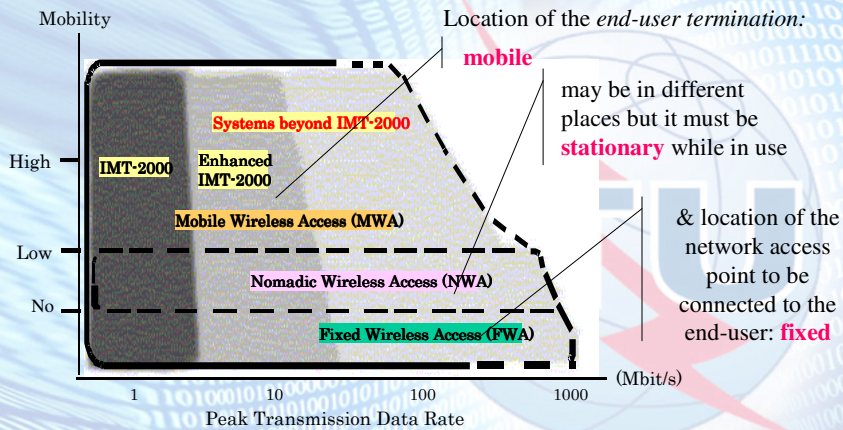 Mobility
Location of the end-user termination:
mobile
may be in different
places but it must be
stationary while in use
Systems beyond IMT-2000
High
IMT-2000
Enhanced
IMT-2000
Mobile Wireless Access (MWA)
& location of the
network access
point to be
connected to the
end-user: fixed
Low
Nomadic Wireless Access (NWA)
No
Fixed Wireless Access (FWA)
1
10
100
1000
(Mbit/s)
Peak Transmission Data Rate